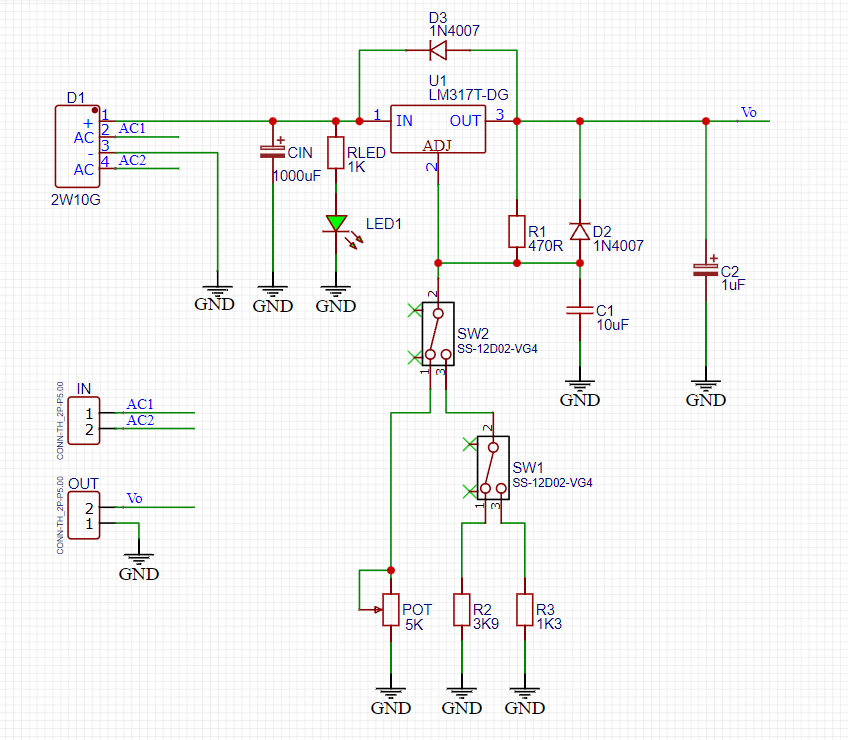 D3
1N4007
U1
LM317T-DG
D1
1
+
2
AC
AC1
3
-
4
AC
AC2
2W10G
CIN
1000uF
+
RLED
1K
LED1
1
IN
OUT
3
ADJ
2
Vo
R1
470R
D2
1N4007
+
C2
1uF
C1
10uF
GND
GND
GND
GND
GND
2
SW2
SS-12D02-VG4
1
3
IN
CONN-TH_2P-P5.00
1
AC1
2
AC2
2
SW1
SS-12D02-VG4
1
3
OUT
CONN-TH_2P-P5.00
2
Vo
1
GND
POT
5K
R2
3K9
R3
1K3
GND
GND
GND